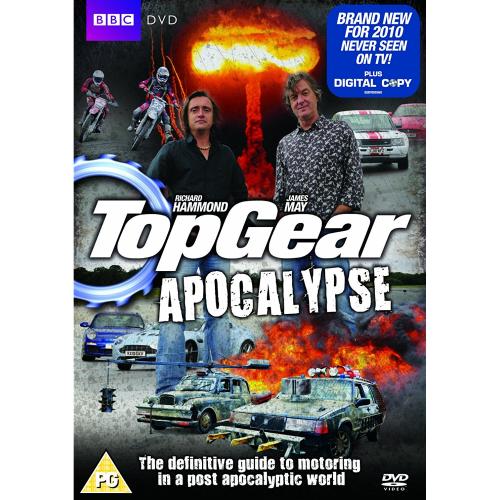 BBC DVD
BRAND NEW
FOR 2010
NEVER SEEN
ON TV!
PLUS
DIGITAL COPY
RICHARD
HAMMOND
JAMES
MAY
TopGear
APOCALYPSE
The definitive guide to motoring
in a post apocalyptic world
PG
DVD
VIDEO